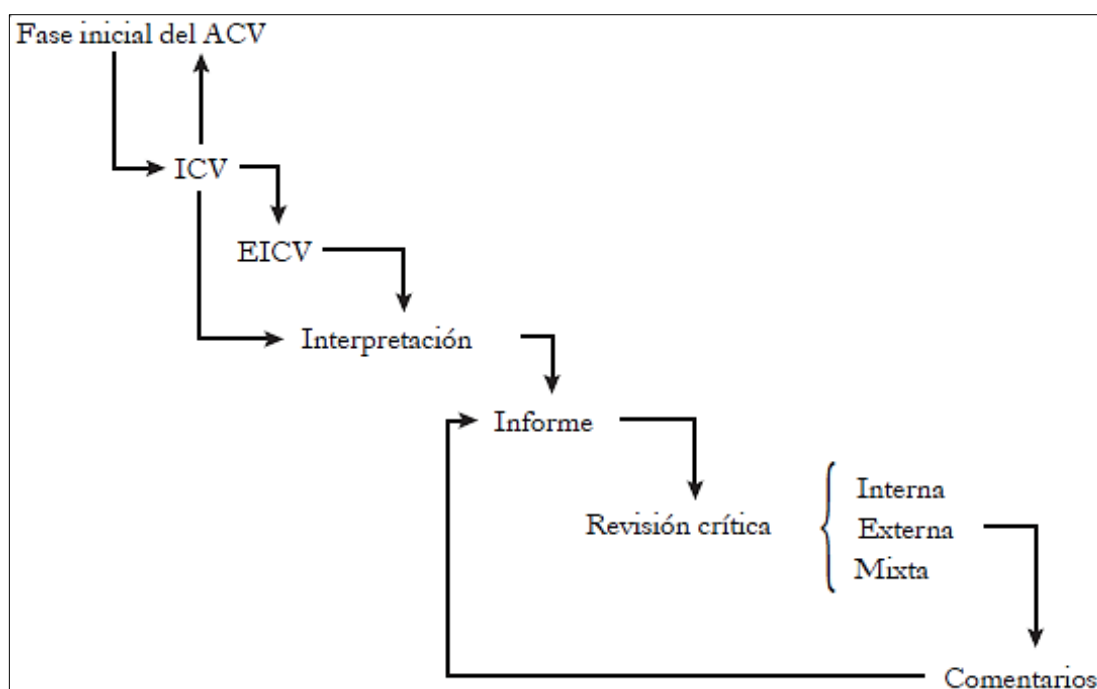 Fase inicial del ACV
ICV
EICV
Interpretación
Informe
Revisión crítica
Interna
Externa
Mixta
Comentarios